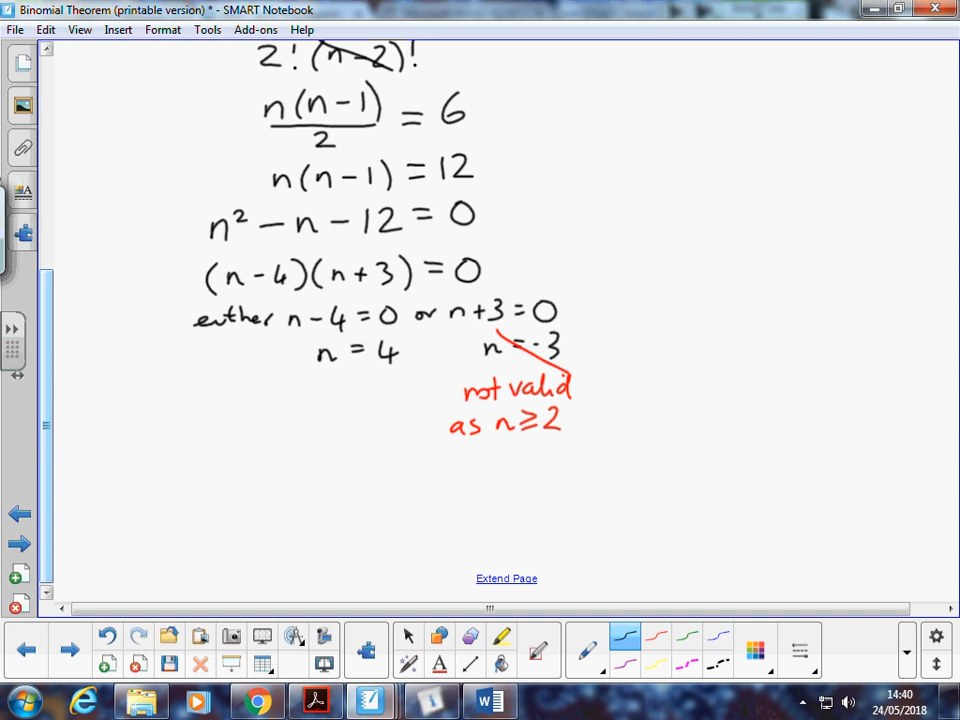 Binomial Theorem (printable version) * - SMART Notebook
File Edit View Insert Format Tools Add-ons Help
2!(n-2)!
n(n-1)/2 = 6
n(n-1) = 12
n² - n - 12 = 0
(n-4)(n+3) = 0
either n-4=0 or n+3=0
n = 4 n = -3
not valid
as n≥2
Extend Page
14:40
24/05/2018